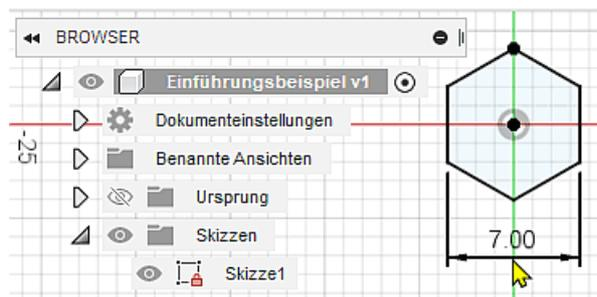 BROWSER
Einführungsbeispiel v1
Dokumenteinstellungen
-25
Benannte Ansichten
Ursprung
Skizzen
7.00
Skizze1